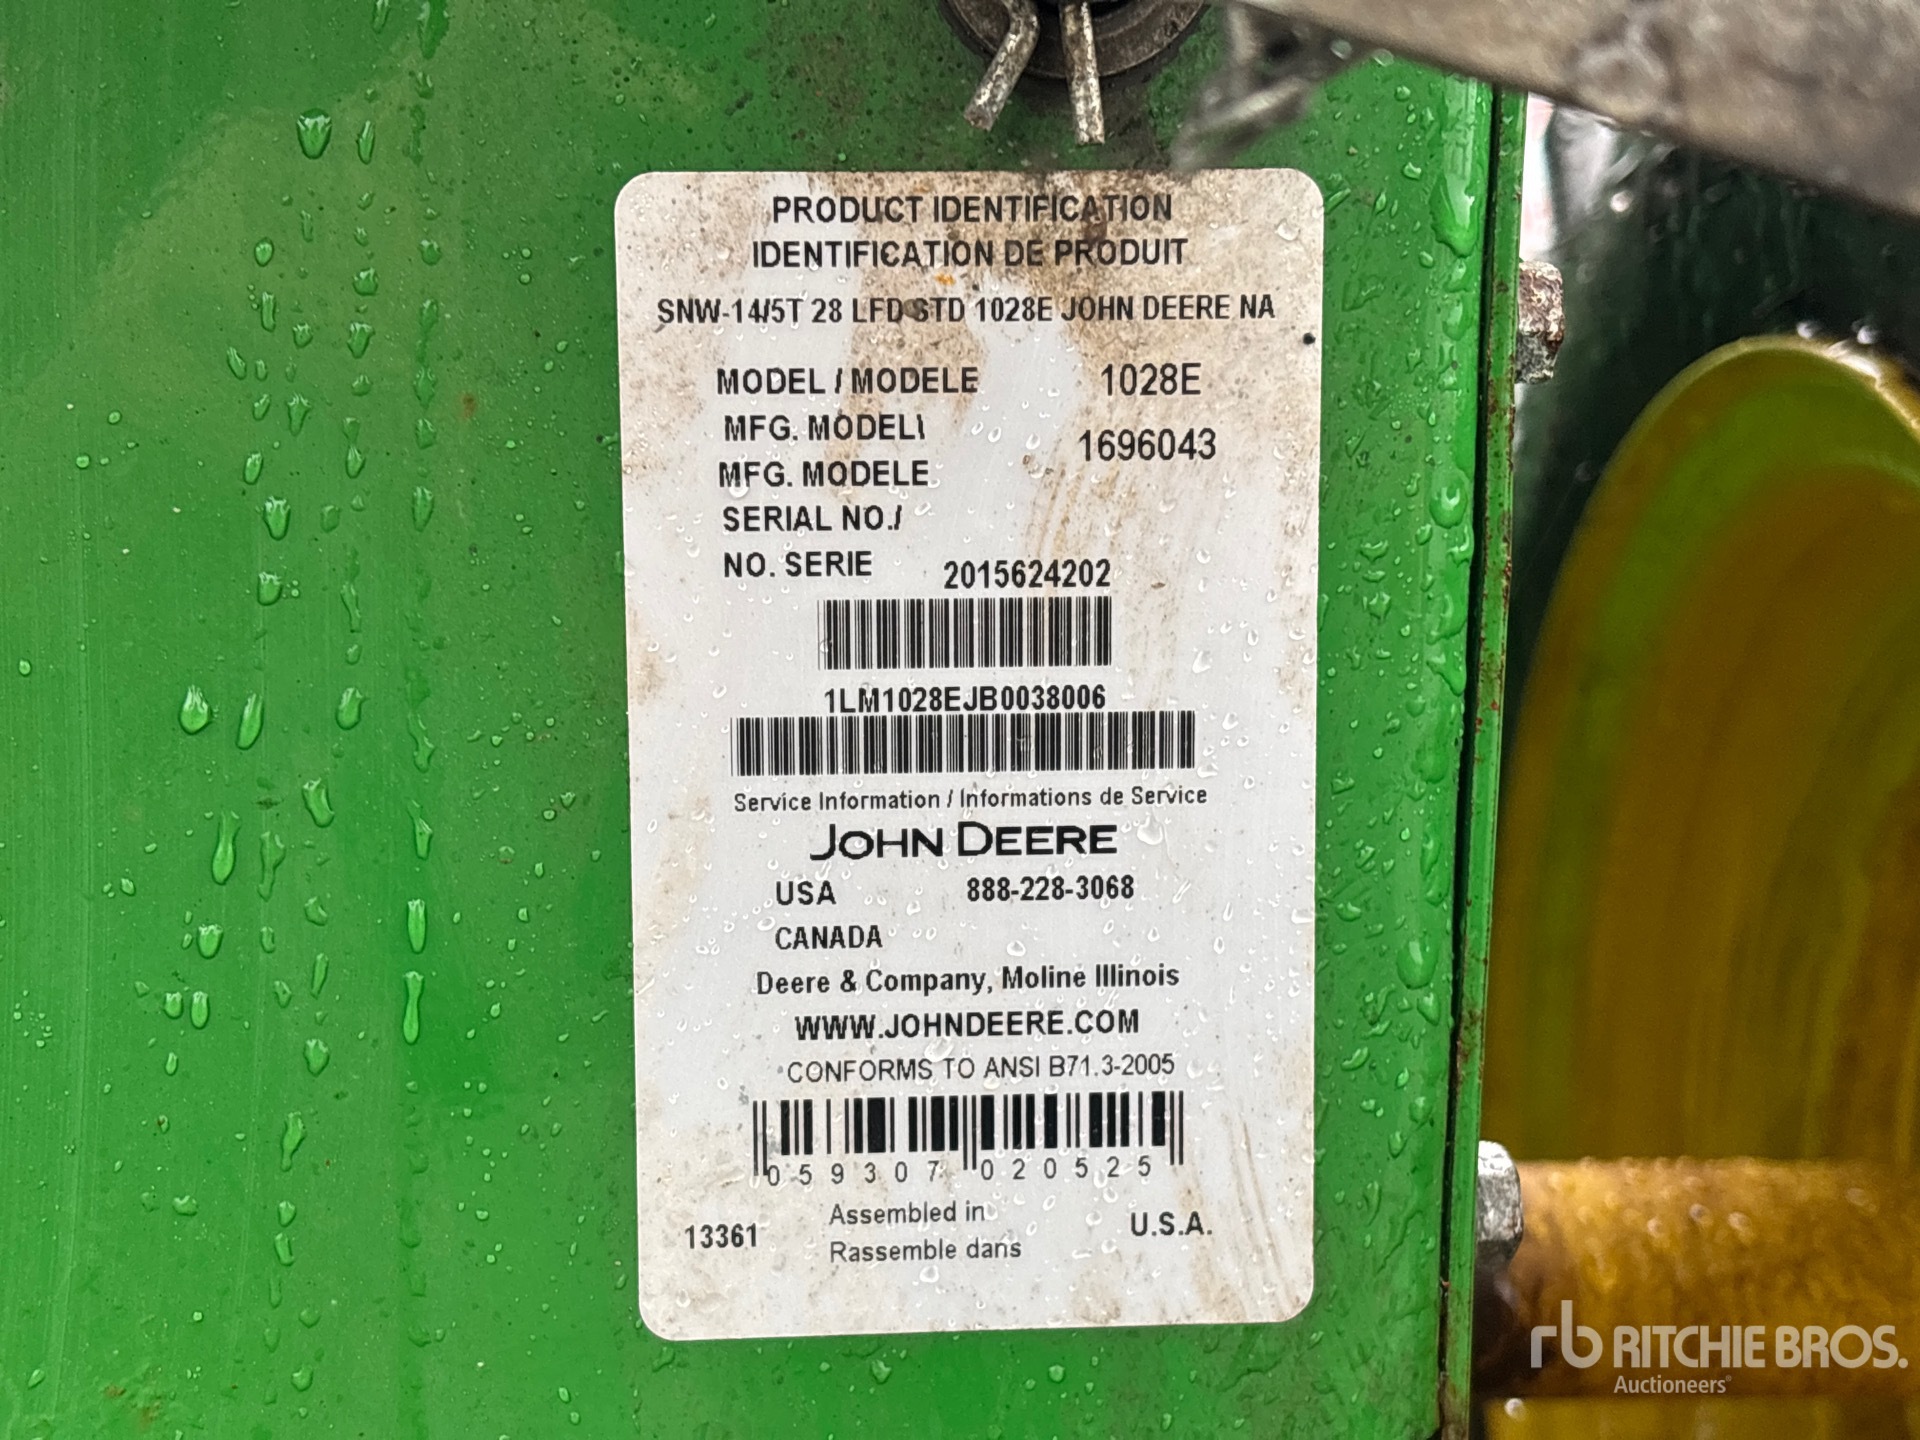 PRODUCT IDENTIFICATION
IDENTIFICATION DE PRODUIT
SNW-14/5T 28 LFD STD 1028E JOHN DEERE NA
MODEL / MODELE 1028E
MFG. MODEL\
1696043
MFG. MODELE
SERIAL NO./
NO. SERIE 2015624202
1LM1028EJB0038006
Service Information / Informations de Service
JOHN DEERE
USA 888-228-3068
CANADA
Deere & Company, Moline Illinois
WWW.JOHNDEERE.COM
CONFORMS TO ANSI B71.3-2005
0 59307 02052 5
13361 Assembled in U.S.A.
Rassemble dans
rb RITCHIE BROS.
Auctioneers